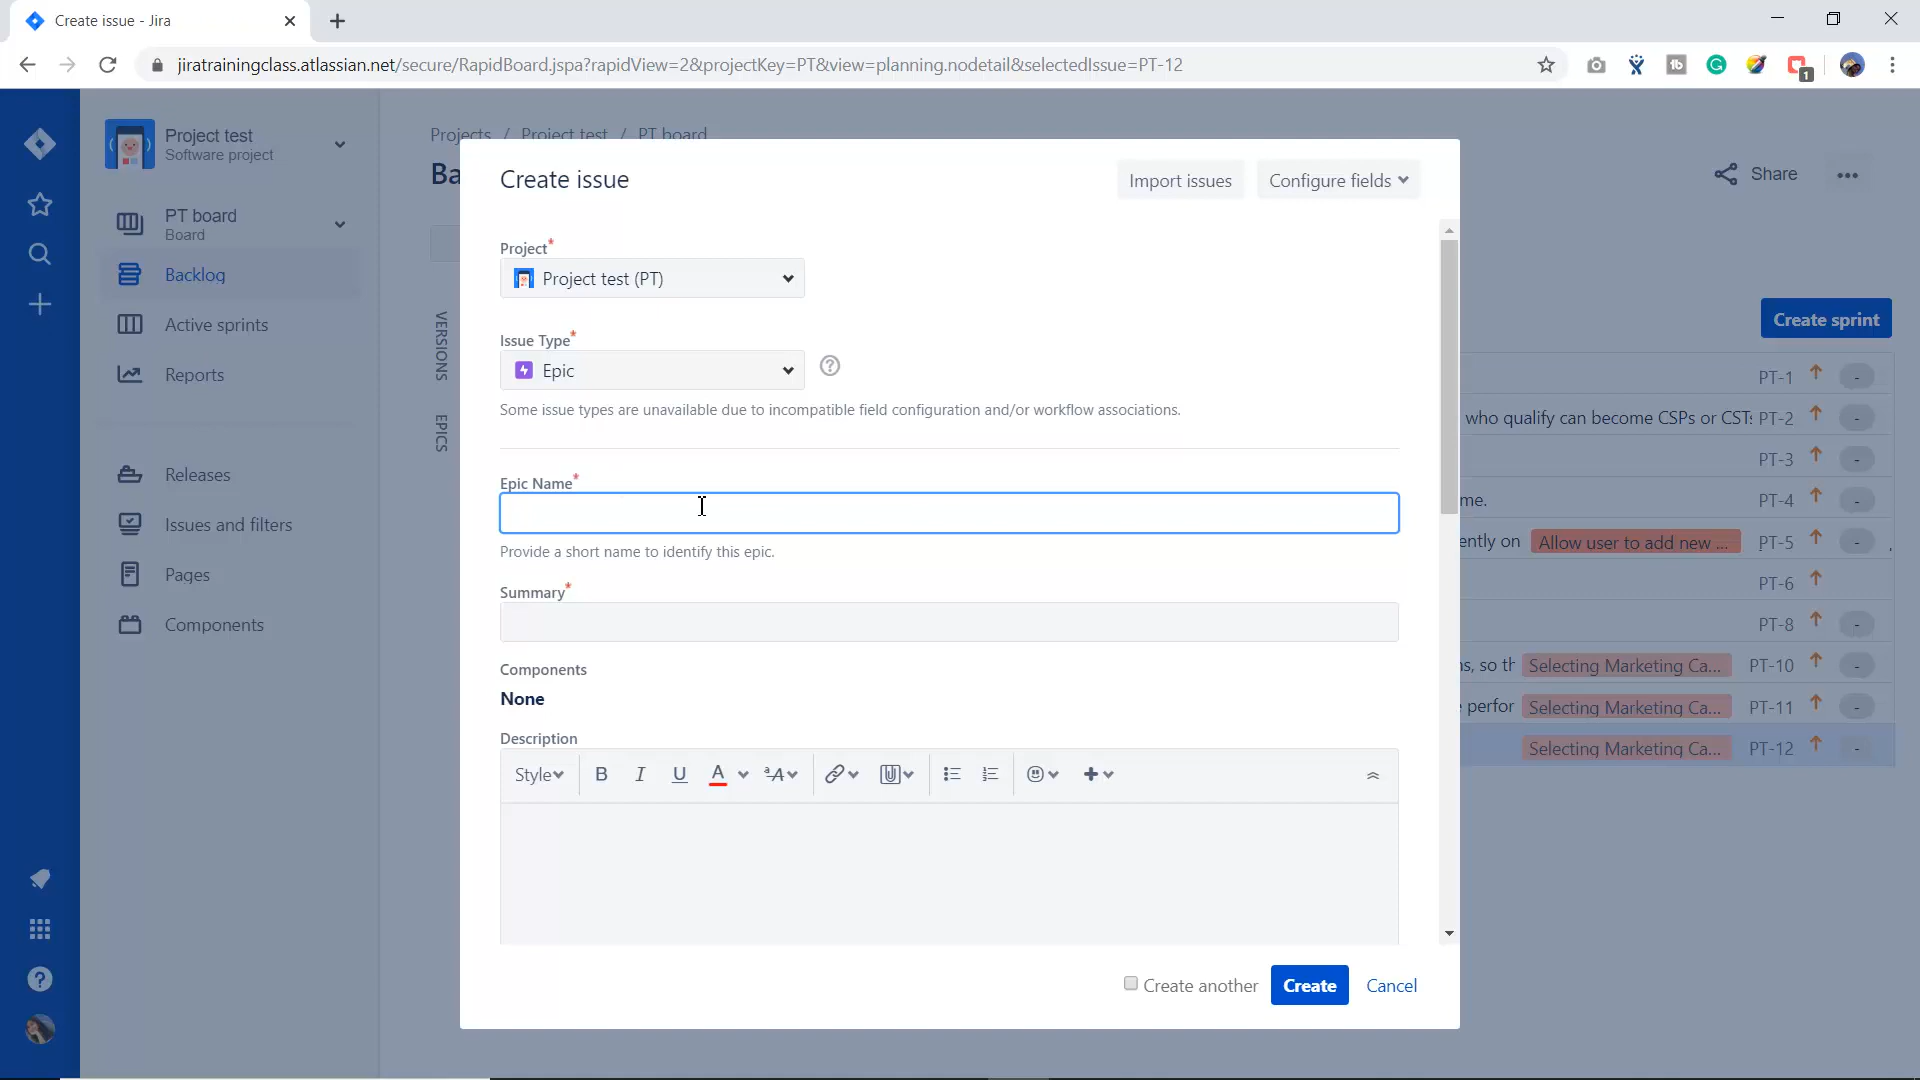 Create issue - Jira
jiratrainingclass.atlassian.net/secure/RapidBoard.jspa?rapidView=2&projectKey=PT&view=planning.nodetail&selectedIssue=PT-12
1
Project test
Software project
PT board
Board
Backlog
Active sprints
Reports
Releases
Issues and filters
Pages
Components
Projects / Project test / PT board
Ba
Share
VERSIONS
EPICS
Create sprint
PT-1 -
who qualify can become CSPs or CSTs PT-2 -
PT-3 -
me. PT-4 -
ently on Allow user to add new ... PT-5 -
PT-6
PT-8 -
ns, so th Selecting Marketing Ca... PT-10 -
perfor Selecting Marketing Ca... PT-11 -
Selecting Marketing Ca... PT-12 -
Create issue
Import issues
Configure fields
Project*
Project test (PT)
Issue Type*
Epic
Some issue types are unavailable due to incompatible field configuration and/or workflow associations.
Epic Name*
Provide a short name to identify this epic.
Summary*
Components
None
Description
Style B I U A ᵃA
Create another
Create
Cancel